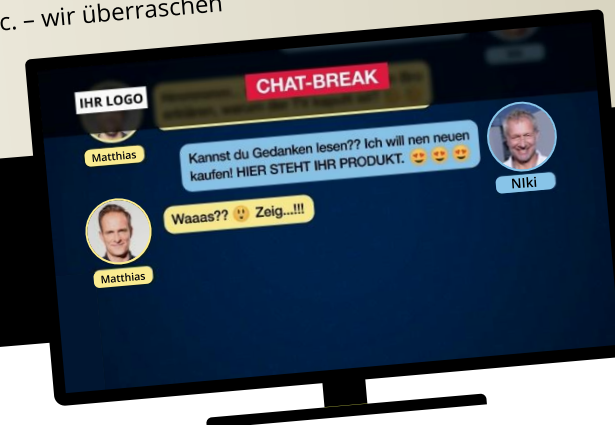 c. – wir überraschen
CHAT-BREAK
IHR LOGO
Matthias
Kannst du Gedanken lesen?? Ich will nen neuen
kaufen! HIER STEHT IHR PRODUKT. 😍 😍 😍
NIki
Waaas?? 😲 Zeig...!!!
Matthias